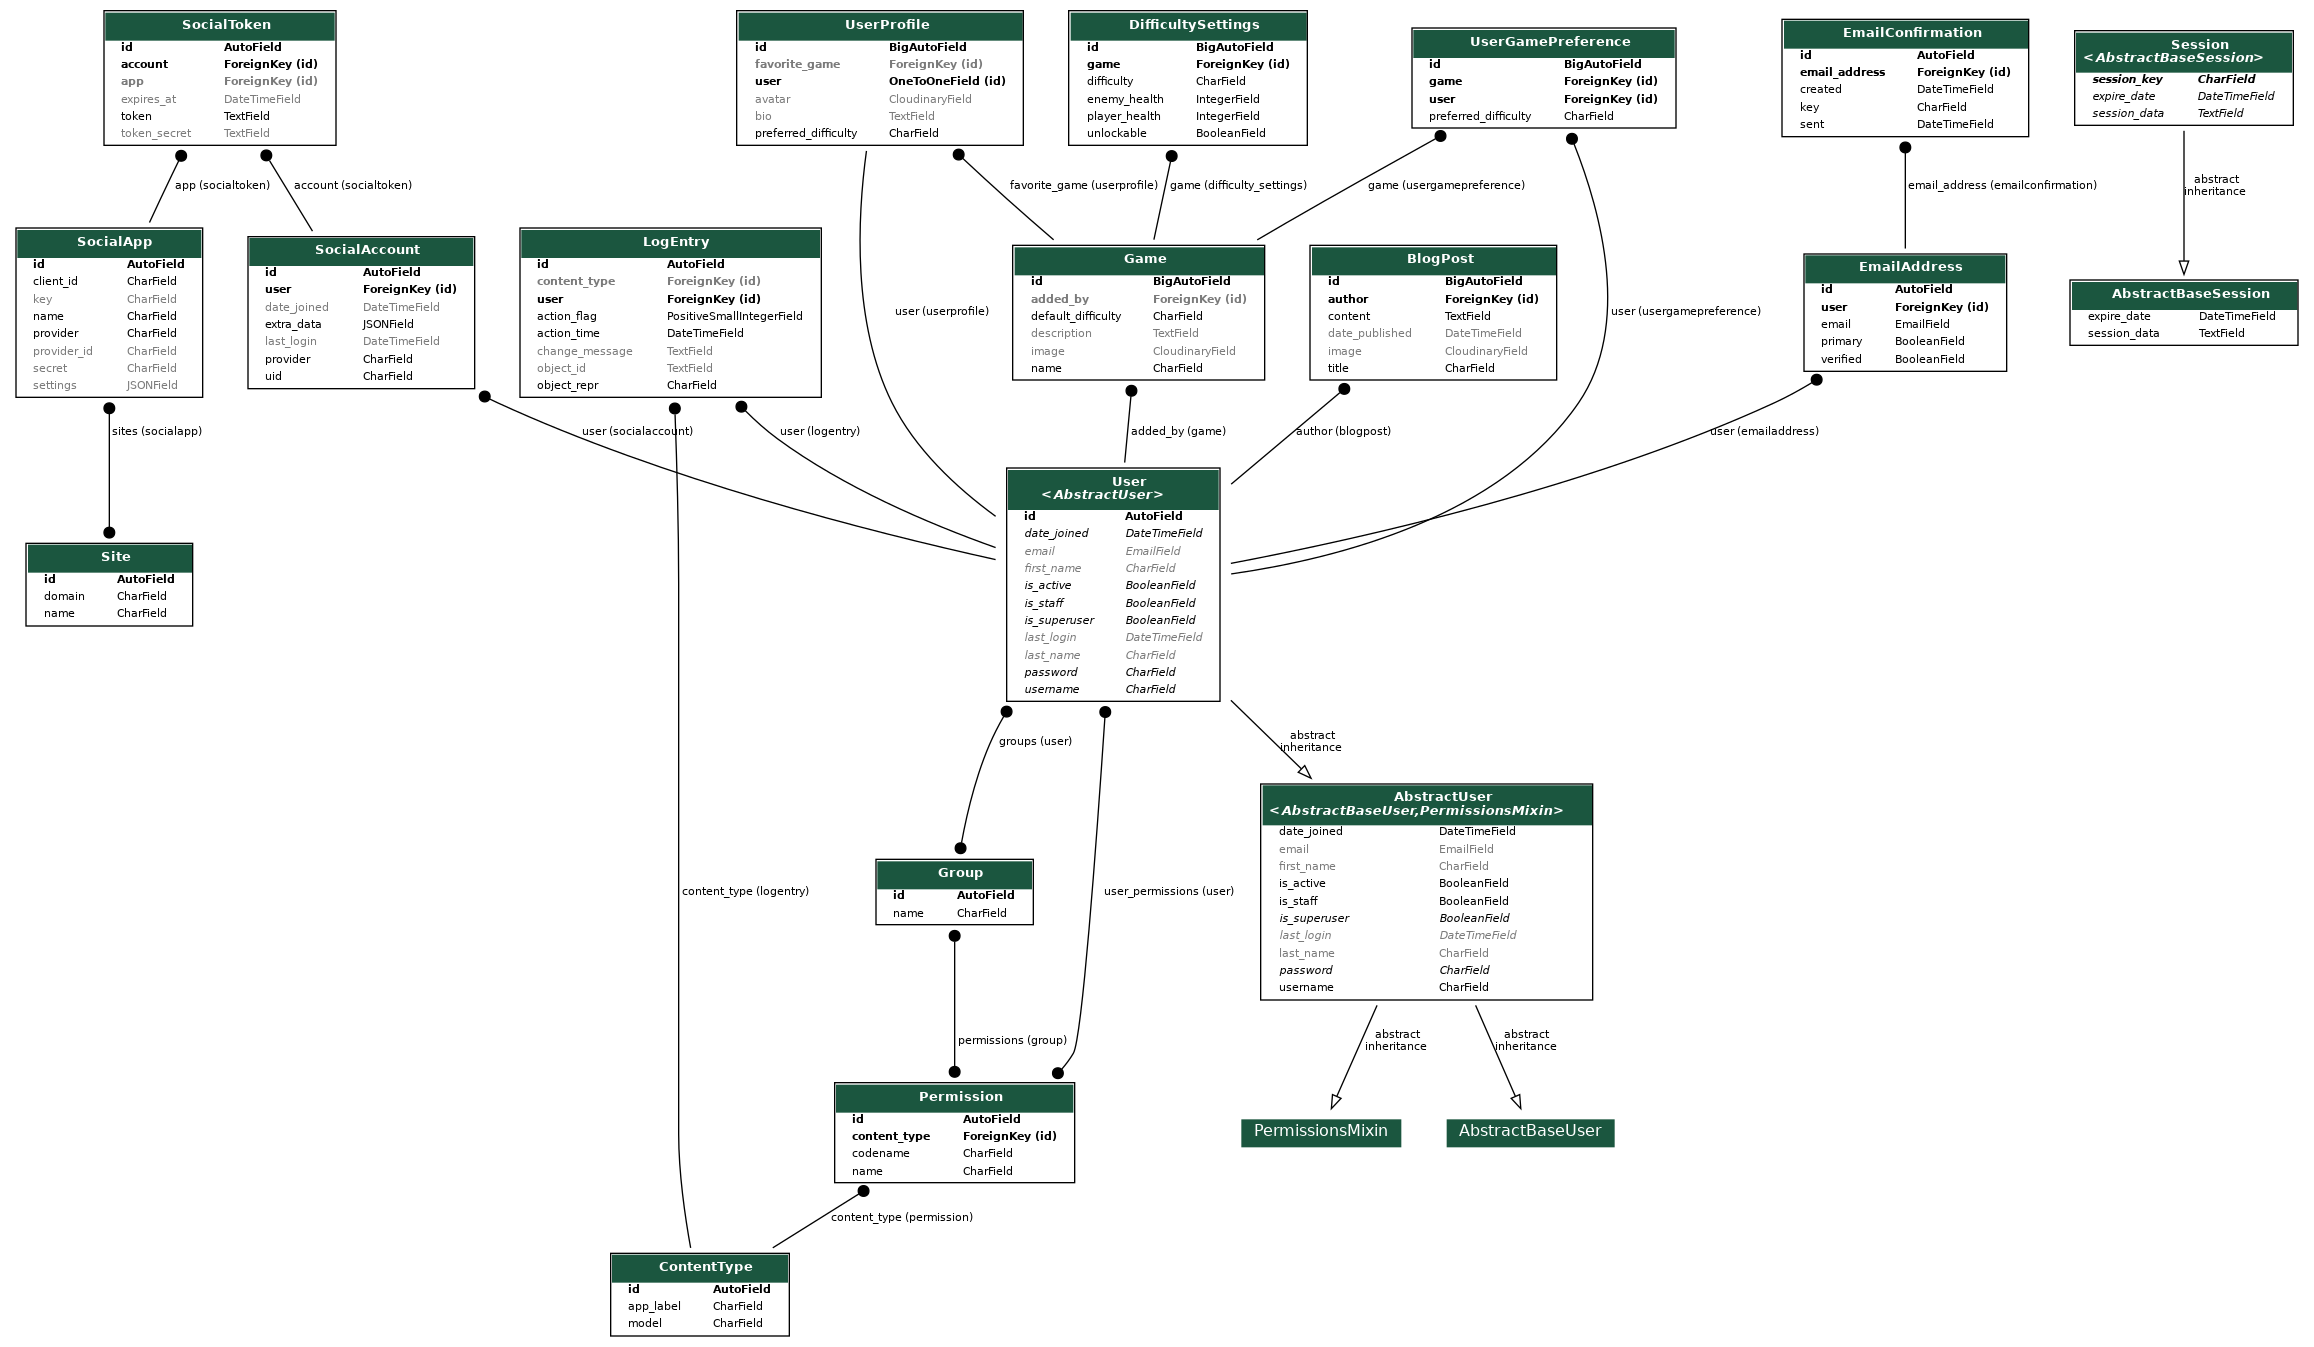 SocialToken
id AutoField
account ForeignKey (id)
app ForeignKey (id)
expires_at DateTimeField
token TextField
token_secret TextField
UserProfile
id BigAutoField
favorite_game ForeignKey (id)
user OneToOneField (id)
avatar CloudinaryField
bio TextField
preferred_difficulty CharField
DifficultySettings
id BigAutoField
game ForeignKey (id)
difficulty CharField
enemy_health IntegerField
player_health IntegerField
unlockable BooleanField
UserGamePreference
id BigAutoField
game ForeignKey (id)
user ForeignKey (id)
preferred_difficulty CharField
EmailConfirmation
id AutoField
email_address ForeignKey (id)
created DateTimeField
key CharField
sent DateTimeField
Session
<AbstractBaseSession>
session_key CharField
expire_date DateTimeField
session_data TextField
app (socialtoken)
account (socialtoken)
favorite_game (userprofile)
game (difficulty_settings)
game (usergamepreference)
email_address (emailconfirmation)
abstract
inheritance
SocialApp
id AutoField
client_id CharField
key CharField
name CharField
provider CharField
provider_id CharField
secret CharField
settings JSONField
SocialAccount
id AutoField
user ForeignKey (id)
date_joined DateTimeField
extra_data JSONField
last_login DateTimeField
provider CharField
uid CharField
LogEntry
id AutoField
content_type ForeignKey (id)
user ForeignKey (id)
action_flag PositiveSmallIntegerField
action_time DateTimeField
change_message TextField
object_id TextField
object_repr CharField
user (userprofile)
Game
id BigAutoField
added_by ForeignKey (id)
default_difficulty CharField
description TextField
image CloudinaryField
name CharField
BlogPost
id BigAutoField
author ForeignKey (id)
content TextField
date_published DateTimeField
image CloudinaryField
title CharField
user (usergamepreference)
EmailAddress
id AutoField
user ForeignKey (id)
email EmailField
primary BooleanField
verified BooleanField
AbstractBaseSession
expire_date DateTimeField
session_data TextField
sites (socialapp)
user (socialaccount)
user (logentry)
added_by (game)
author (blogpost)
user (emailaddress)
Site
id AutoField
domain CharField
name CharField
User
<AbstractUser>
id AutoField
date_joined DateTimeField
email EmailField
first_name CharField
is_active BooleanField
is_staff BooleanField
is_superuser BooleanField
last_login DateTimeField
last_name CharField
password CharField
username CharField
groups (user)
abstract
inheritance
AbstractUser
<AbstractBaseUser,PermissionsMixin>
date_joined DateTimeField
email EmailField
first_name CharField
is_active BooleanField
is_staff BooleanField
is_superuser BooleanField
last_login DateTimeField
last_name CharField
password CharField
username CharField
content_type (logentry)
Group
id AutoField
name CharField
user_permissions (user)
permissions (group)
abstract
inheritance
abstract
inheritance
Permission
id AutoField
content_type ForeignKey (id)
codename CharField
name CharField
PermissionsMixin
AbstractBaseUser
content_type (permission)
ContentType
id AutoField
app_label CharField
model CharField